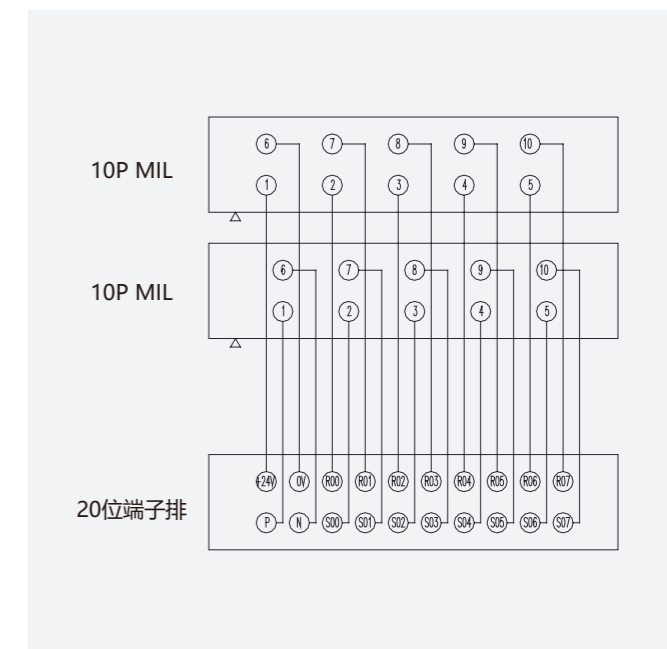 6 7 8 9 10
10P MIL
1 2 3 4 5
6 7 8 9 10
10P MIL
1 2 3 4 5
+24V 0V R00 R01 R02 R03 R04 R05 R06 R07
20位端子排
P N S00 S01 S02 S03 S04 S05 S06 S07